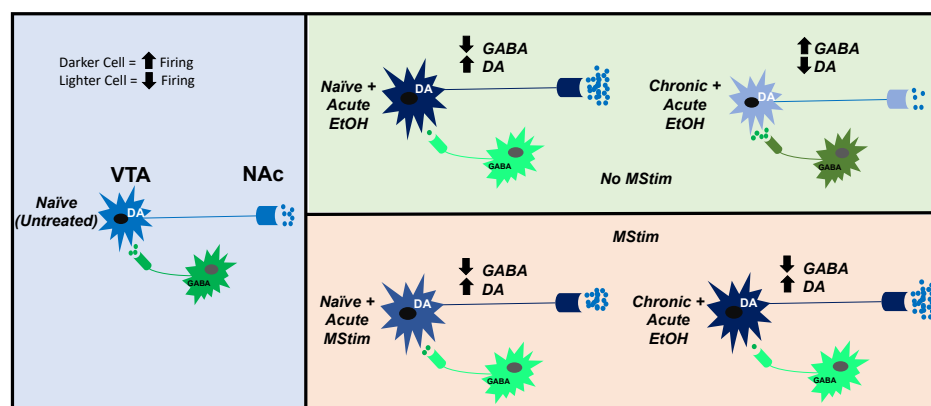 Darker Cell = Firing
Lighter Cell = Firing
VTA
NAc
Naïve
(Untreated)
DA
GABA
GABA
DA
Naïve +
Acute
EtOH
DA
GABA
GABA
DA
Chronic +
Acute
EtOH
DA
GABA
No MStim
MStim
GABA
DA
Naïve +
Acute
MStim
DA
GABA
GABA
DA
Chronic +
Acute
EtOH
DA
GABA